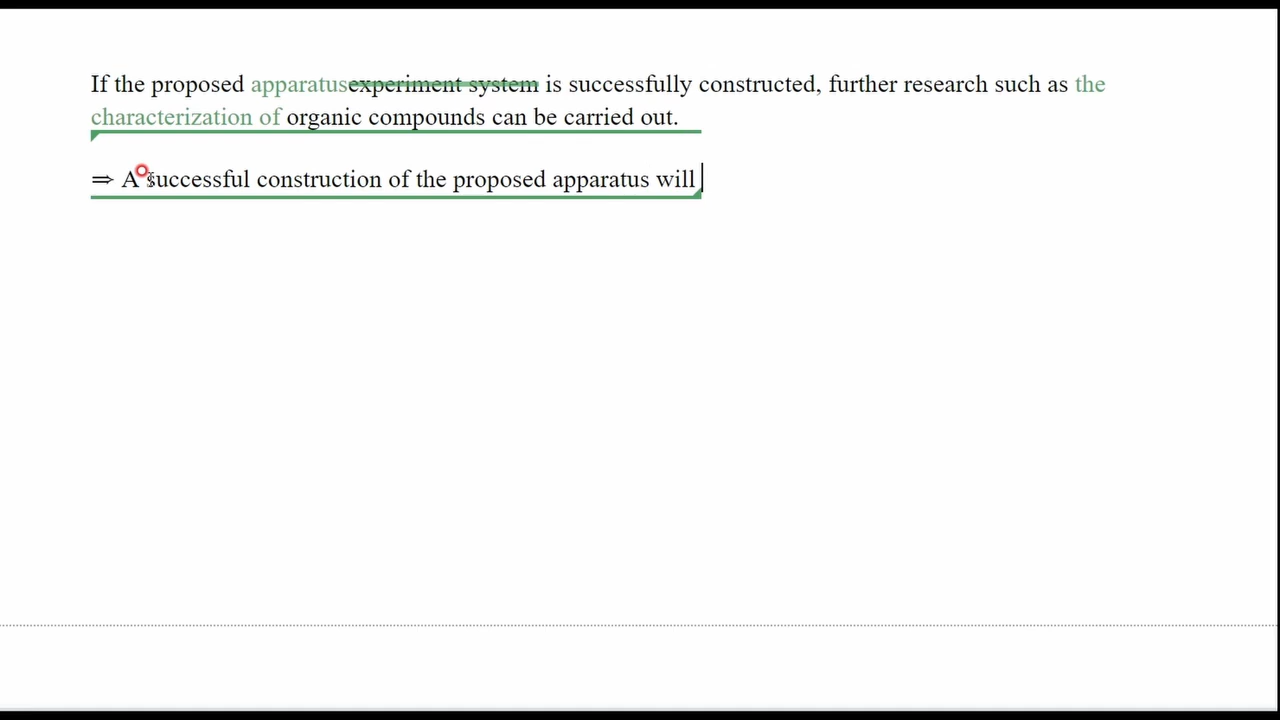 If the proposed apparatusexperiment system is successfully constructed, further research such as the
characterization of organic compounds can be carried out.
⇒ A successful construction of the proposed apparatus will